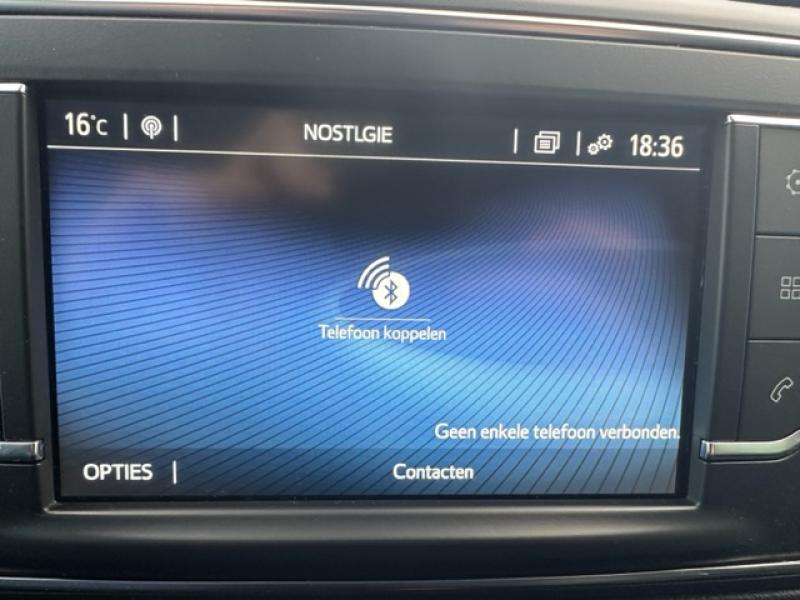 16°C | | NOSTLGIE | | 18:36
Telefoon koppelen
Geen enkele telefoon verbonden.
OPTIES | Contacten